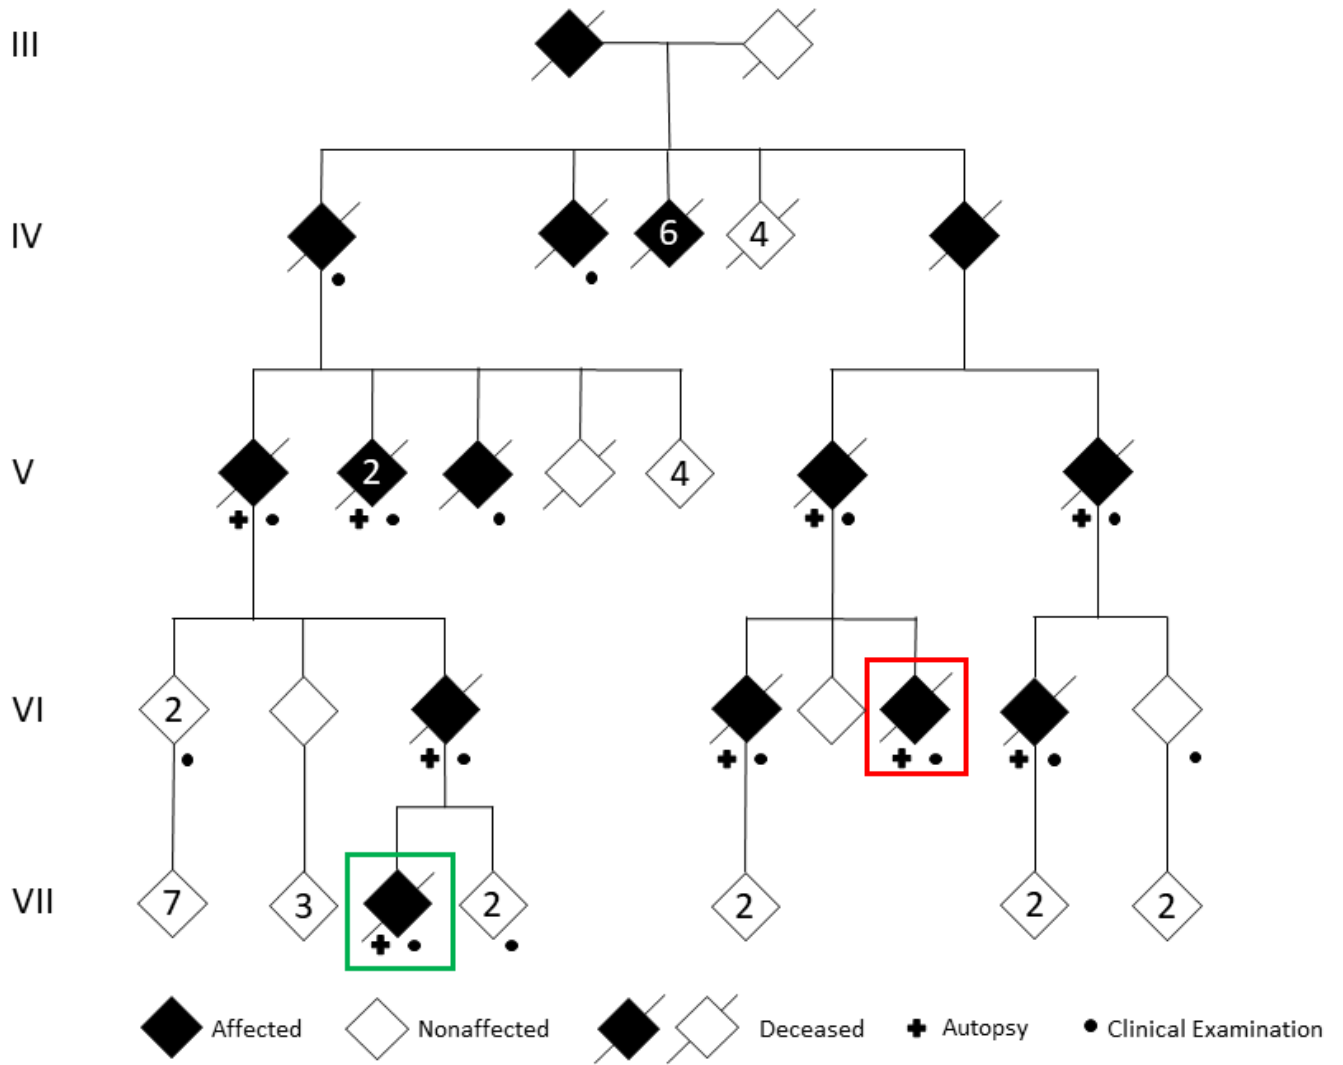 III
IV
6
4
V
2
4
VI
2
VII
7
3
2
2
2
2
Affected
Nonaffected
Deceased
Autopsy
Clinical Examination